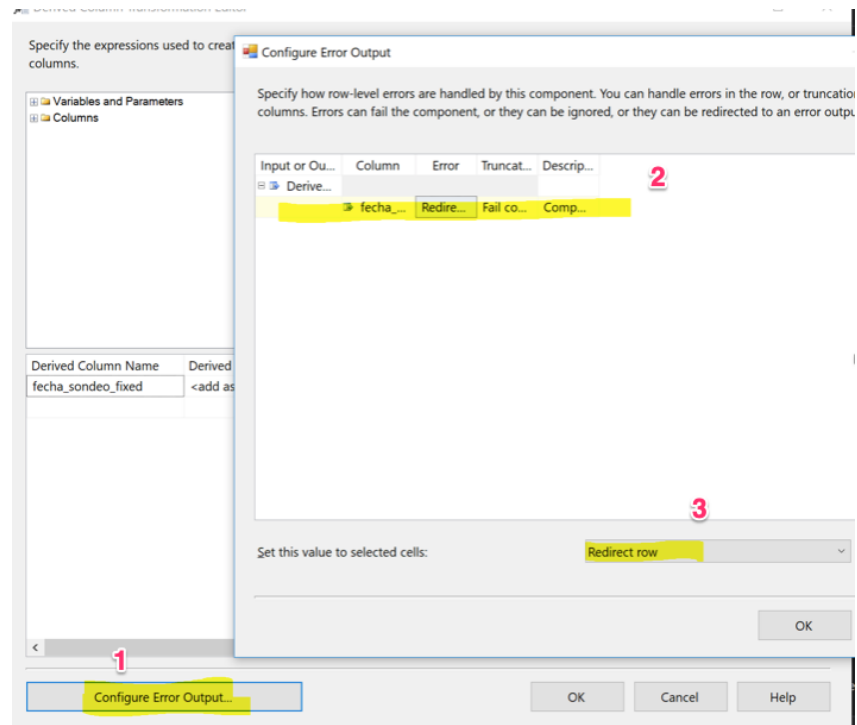 Derived Column Transformation Editor
Specify the expressions used to creat
columns.
Variables and Parameters
Columns
Derived Column Name Derived
fecha_sondeo_fixed <add as
1
Configure Error Output...
OK Cancel Help
Configure Error Output
Specify how row-level errors are handled by this component. You can handle errors in the row, or truncation
columns. Errors can fail the component, or they can be ignored, or they can be redirected to an error outpu
Input or Ou... Column Error Truncat... Descrip...
2
Derive...
fecha_... Redire... Fail co... Comp...
3
Set this value to selected cells: Redirect row
OK